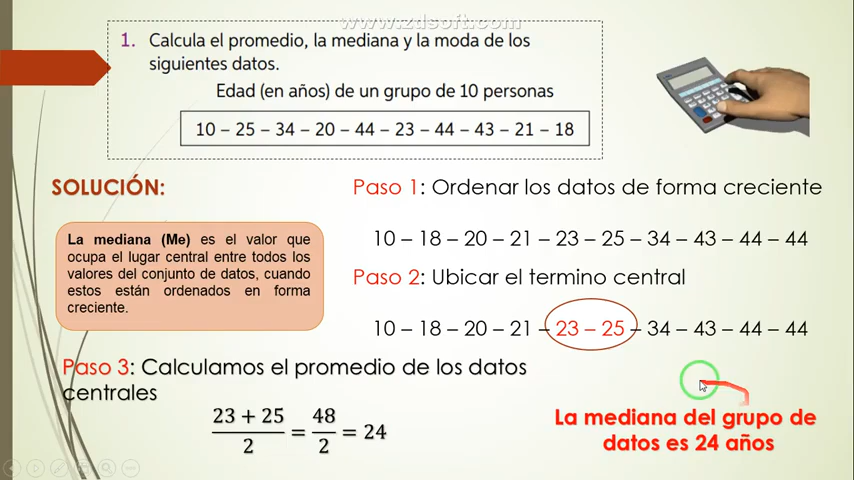 www.zdsoft.com
1. Calcula el promedio, la mediana y la moda de los
siguientes datos.
Edad (en años) de un grupo de 10 personas
10 – 25 – 34 – 20 – 44 – 23 – 44 – 43 – 21 – 18
SOLUCIÓN:
La mediana (Me) es el valor que
ocupa el lugar central entre todos los
valores del conjunto de datos, cuando
estos están ordenados en forma
creciente.
Paso 1: Ordenar los datos de forma creciente
10 – 18 – 20 – 21 – 23 – 25 – 34 – 43 – 44 – 44
Paso 2: Ubicar el termino central
10 – 18 – 20 – 21 – 23 – 25 – 34 – 43 – 44 – 44
Paso 3: Calculamos el promedio de los datos
centrales
23 + 25 / 2 = 48 / 2 = 24
La mediana del grupo de
datos es 24 años